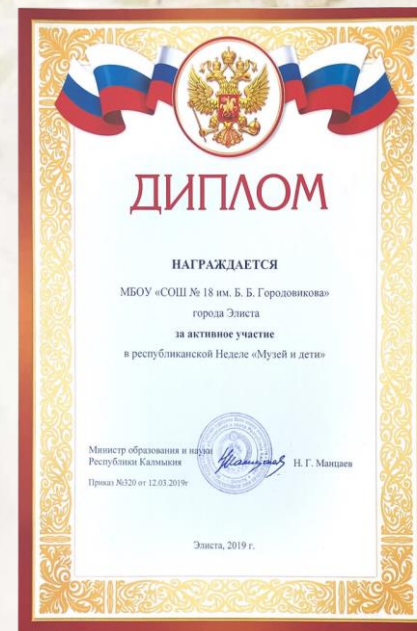 ДИПЛОМ
НАГРАЖДАЕТСЯ
МБОУ «СОШ № 18 им. Б. Б. Городовикова»
города Элиста
за активное участие
в республиканской Неделе «Музей и дети»
Министр образования и науки
Республики Калмыкия
Н. Г. Манцаев
Приказ №320 от 12.03.2019г
Элиста, 2019 г.